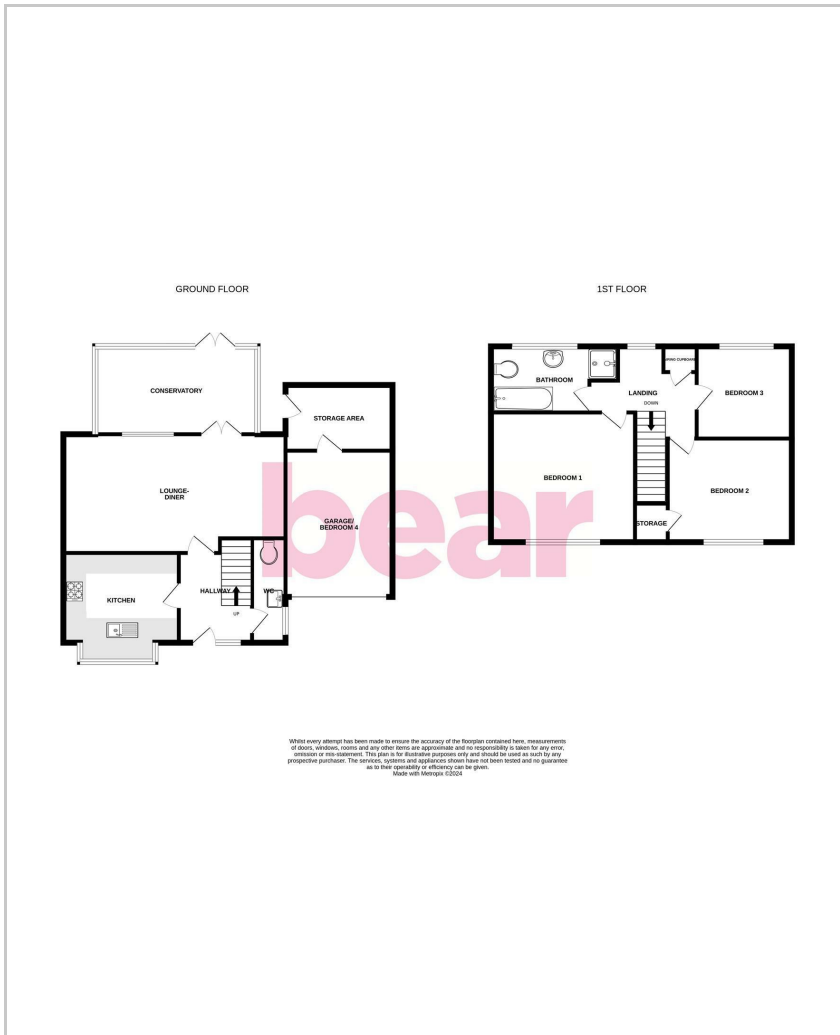 GROUND FLOOR
CONSERVATORY
STORAGE AREA
LOUNGE-
DINER
GARAGE/
BEDROOM 4
KITCHEN
HALLWAY
WC
UP
1ST FLOOR
BATHROOM
CUPBOARD
LANDING
DOWN
BEDROOM 3
BEDROOM 1
BEDROOM 2
STORAGE
bear
Whilst every attempt has been made to ensure the accuracy of the floorplan contained here, measurements
of doors, windows, rooms and any other items are approximate and no responsibility is taken for any error,
omission or mis-statement. This plan is for illustrative purposes only and should be used as such by any
prospective purchaser. The services, systems and appliances shown have not been tested and no guarantee
as to their operability or efficiency can be given.
Made with Metropix ©2024